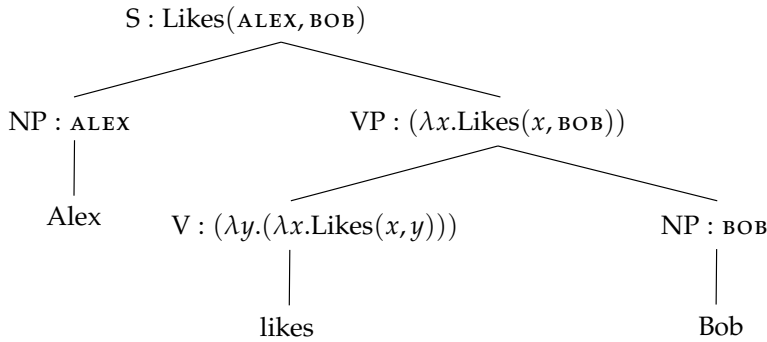 S : Likes(ALEX, BOB)
NP : ALEX VP : (λx.Likes(x, BOB))
Alex V : (λy.(λx.Likes(x, y))) NP : BOB
likes Bob